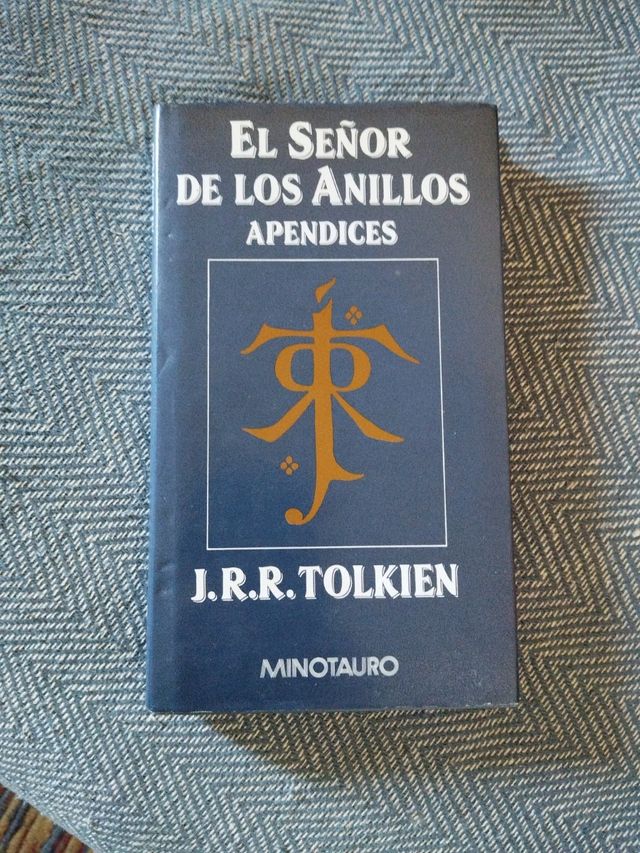 EL SEÑOR
DE LOS ANILLOS
APENDICES
J.R.R. TOLKIEN
MINOTAURO